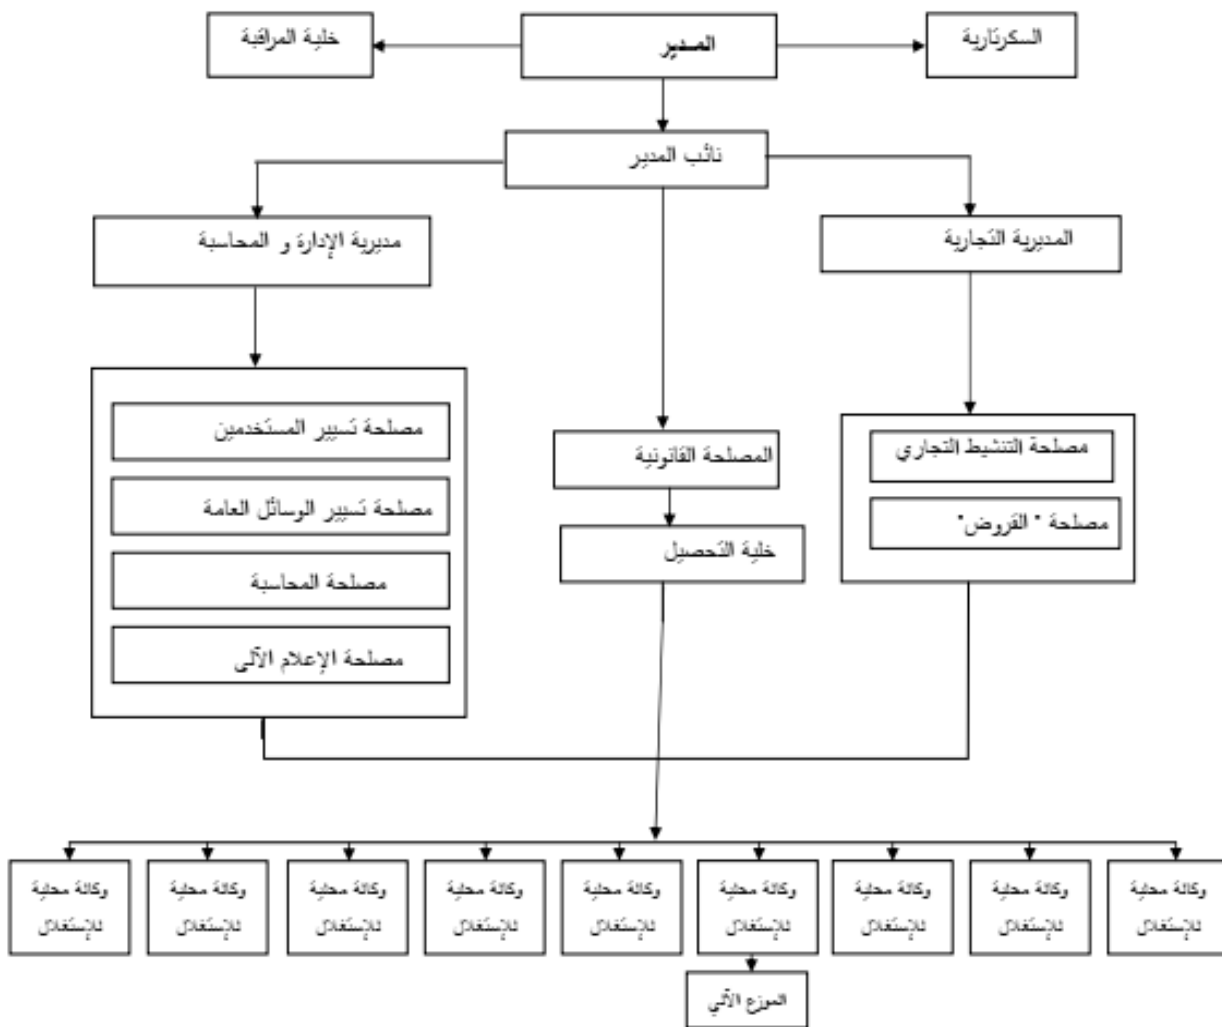 السكرتارية
المدير
خلية المراقبة
نائب المدير
المديرية التجارية
مديرية الإدارة و المحاسبة
مصلحة تسيير المستخدمين
مصلحة تسيير الوسائل العامة
مصلحة المحاسبة
مصلحة الإعلام الآلي
المصلحة القانونية
خلية التحصيل
مصلحة التنشيط التجاري
مصلحة " القروض"
وكالة محلية
للإستغلال
وكالة محلية
للإستغلال
وكالة محلية
للإستغلال
وكالة محلية
للإستغلال
وكالة محلية
للإستغلال
وكالة محلية
للإستغلال
وكالة محلية
للإستغلال
وكالة محلية
للإستغلال
وكالة محلية
للإستغلال
الموزع الآلي